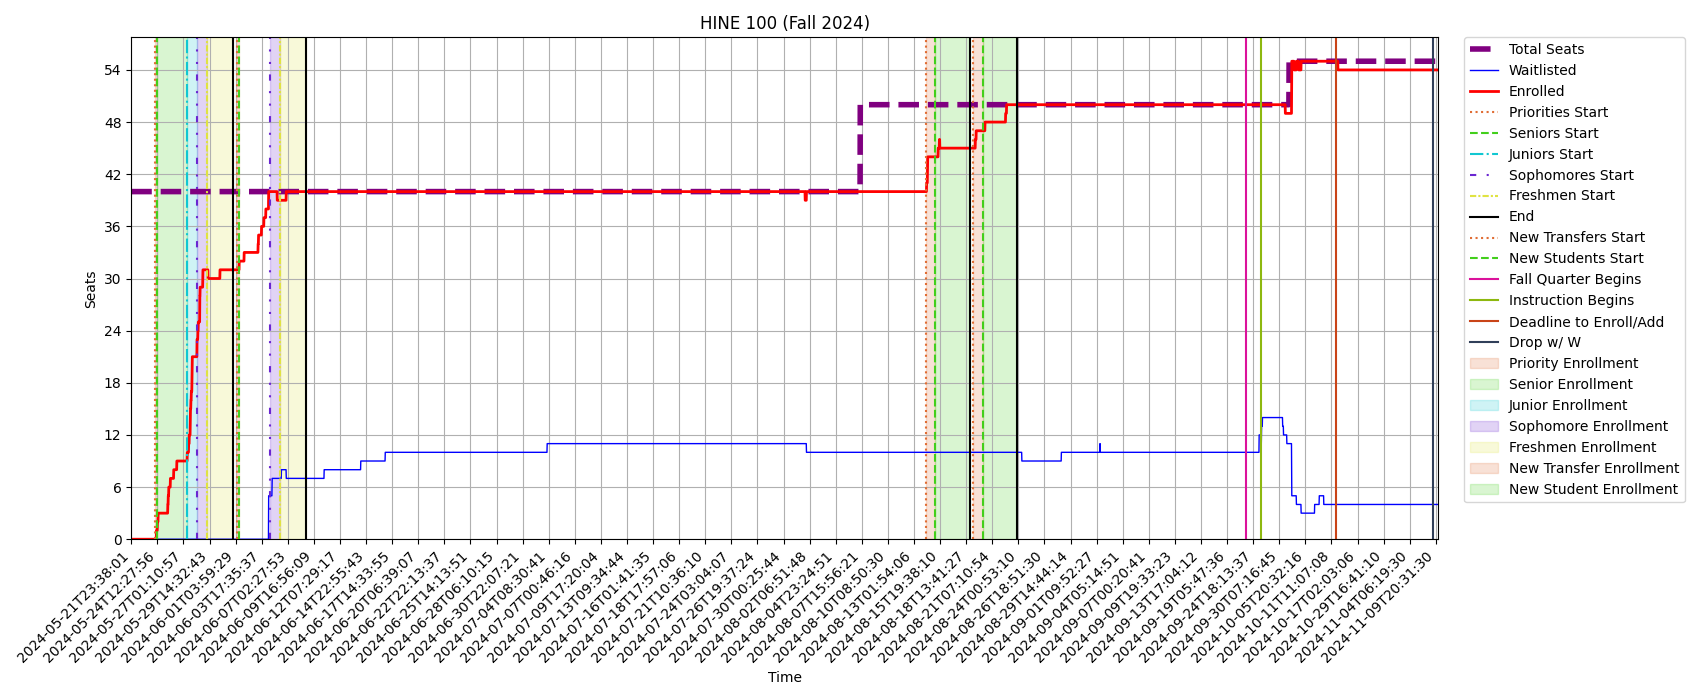 HINE 100 (Fall 2024)
Seats
54
48
42
36
30
24
18
12
6
0
2024-05-21T23:38:01
2024-05-24T12:27:56
2024-05-27T01:10:57
2024-05-29T14:32:43
2024-06-01T03:59:29
2024-06-03T17:35:37
2024-06-07T02:27:53
2024-06-09T16:56:09
2024-06-12T07:29:17
2024-06-14T22:55:43
2024-06-17T14:33:55
2024-06-20T06:39:07
2024-06-22T22:13:37
2024-06-25T14:13:51
2024-06-28T06:10:15
2024-06-30T22:07:21
2024-07-04T08:30:41
2024-07-07T00:46:16
2024-07-09T17:20:04
2024-07-13T09:34:44
2024-07-16T01:41:35
2024-07-18T17:57:06
2024-07-21T10:36:10
2024-07-24T03:04:07
2024-07-26T19:37:24
2024-07-30T00:25:44
2024-08-02T06:51:48
2024-08-04T23:24:51
2024-08-07T15:56:21
2024-08-10T08:50:30
2024-08-13T01:54:06
2024-08-15T19:38:10
2024-08-18T13:41:27
2024-08-21T07:10:54
2024-08-24T00:53:10
2024-08-26T18:51:30
2024-08-29T14:44:14
2024-09-01T09:52:27
2024-09-04T05:14:51
2024-09-07T00:20:41
2024-09-09T19:33:23
2024-09-13T17:04:12
2024-09-19T05:47:36
2024-09-24T18:13:37
2024-09-30T07:16:45
2024-10-05T20:32:16
2024-10-11T11:07:08
2024-10-17T02:03:06
2024-10-29T16:41:10
2024-11-04T06:19:30
2024-11-09T20:31:30
Time
Total Seats
Waitlisted
Enrolled
Priorities Start
Seniors Start
Juniors Start
Sophomores Start
Freshmen Start
End
New Transfers Start
New Students Start
Fall Quarter Begins
Instruction Begins
Deadline to Enroll/Add
Drop w/ W
Priority Enrollment
Senior Enrollment
Junior Enrollment
Sophomore Enrollment
Freshmen Enrollment
New Transfer Enrollment
New Student Enrollment